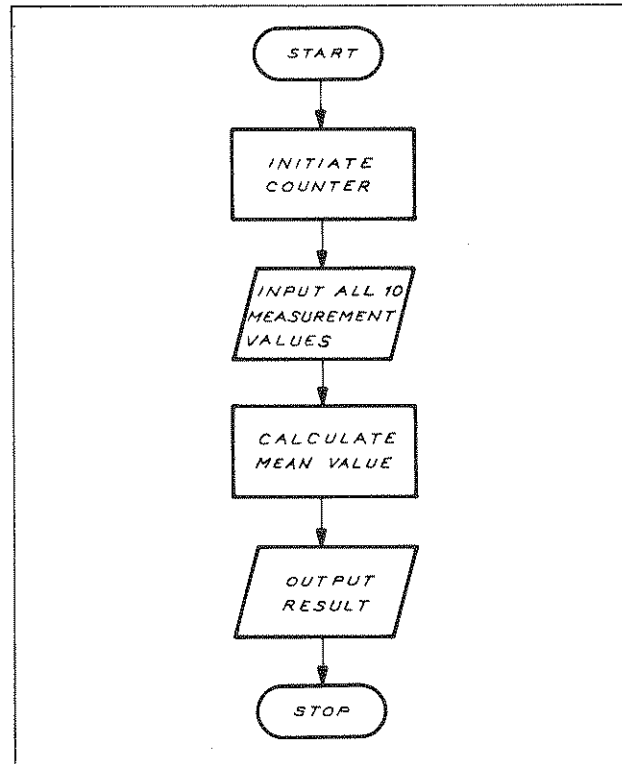 START
INITIATE
COUNTER
INPUT ALL 10
MEASUREMENT
VALUES
CALCULATE
MEAN VALUE
OUTPUT
RESULT
STOP